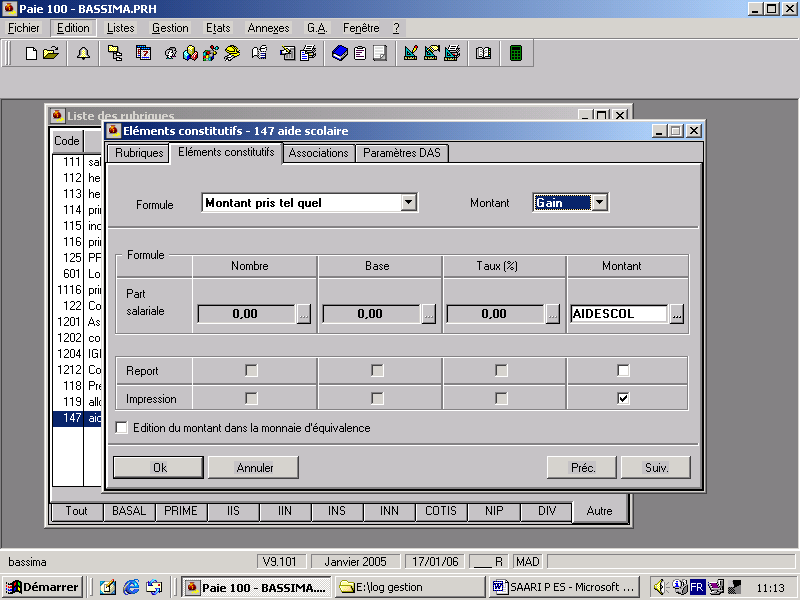 Paie 100 - BASSIMA.PRH
Fichier Edition Listes Gestion Etats Annexes G.A. Fenêtre ?
Liste des rubriques
Eléments constitutifs - 147 aide scolaire
Code
Rubriques Eléments constitutifs Associations Paramètres DAS
111 sal
112 he
113 he
114 prii
115 inc
116 prii
125 PF
601 Lo
1116 prii
122 Co
1201 As
1202 co
1204 IGI
1212 Co
118 Pre
119 allo
147 aid
Formule Montant pris tel quel Montant Gain
Formule
Nombre Base Taux (%) Montant
Part
salariale
0,00 ... 0,00 ... 0,00 ... AIDESCOL ...
Report
Impression
Edition du montant dans la monnaie d'équivalence
Ok Annuler Préc. Suiv.
Tout BASAL PRIME IIS IIN INS INN COTIS NIP DIV Autre
bassima V9.101 Janvier 2005 17/01/06 ___ R MAD
Démarrer Paie 100 - BASSIMA.... E:\log gestion SAARI P ES - Microsoft ... FR 11:13